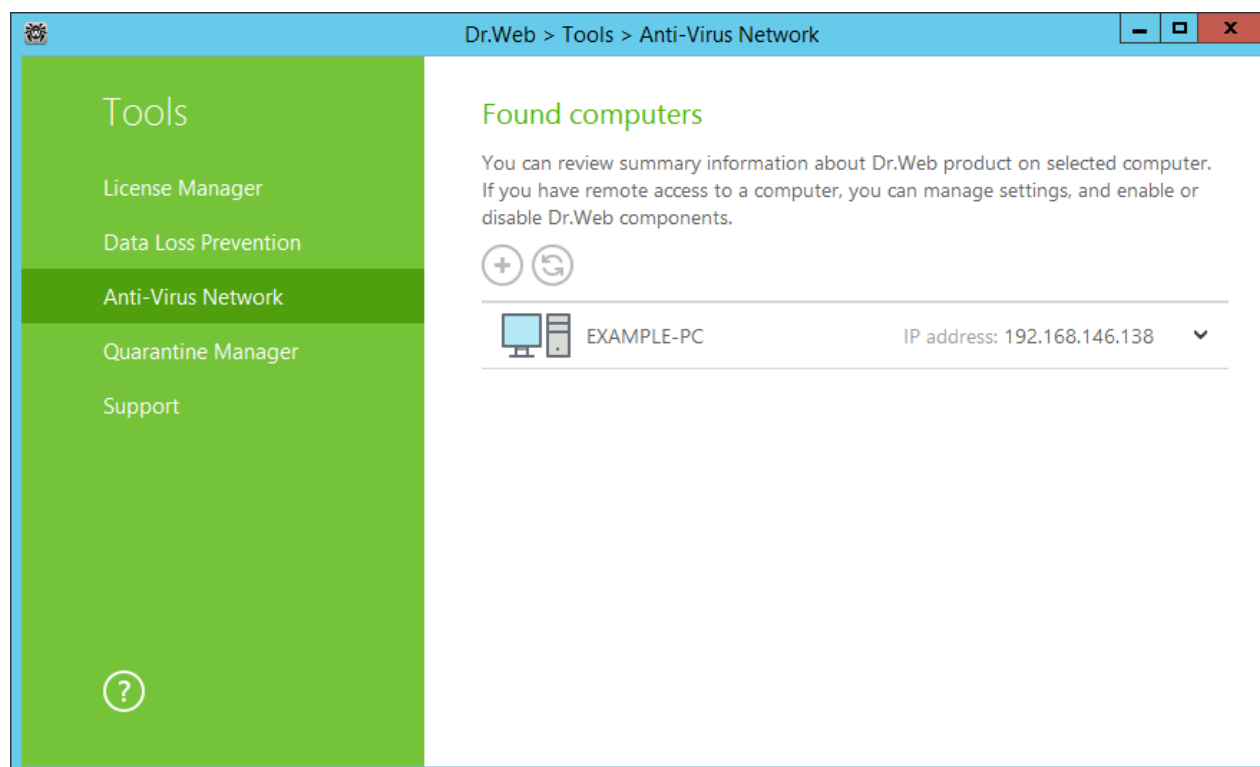 Dr.Web > Tools > Anti-Virus Network
Tools
License Manager
Data Loss Prevention
Anti-Virus Network
Quarantine Manager
Support
?
Found computers
You can review summary information about Dr.Web product on selected computer.
If you have remote access to a computer, you can manage settings, and enable or
disable Dr.Web components.
EXAMPLE-PC IP address: 192.168.146.138